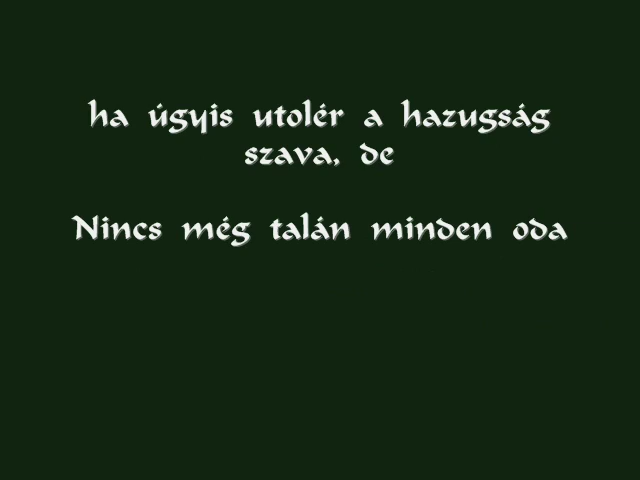 ha úgyis utolér a hazugság
szava, de
Nincs még talán minden oda